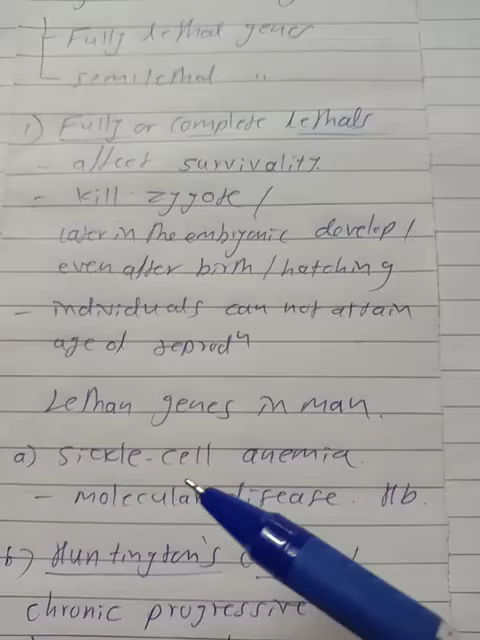 Fully lethal genes
semilethal "
1) Fully or complete lethals
- affect survivality.
- kill zygote /
later in the embryonic develop /
even after birth / hatching
- individuals can not attain
age of reprodⁿ
Lethan genes in man.
a) Sickle-cell anemia.
- molecular disease. Hb.
b) Huntington's
chronic progressive